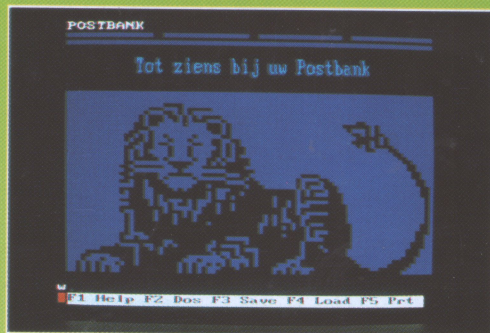 POSTBANK
Tot ziens bij uw Postbank
w
F1 Help F2 Dos F3 Save F4 Load F5 Prt